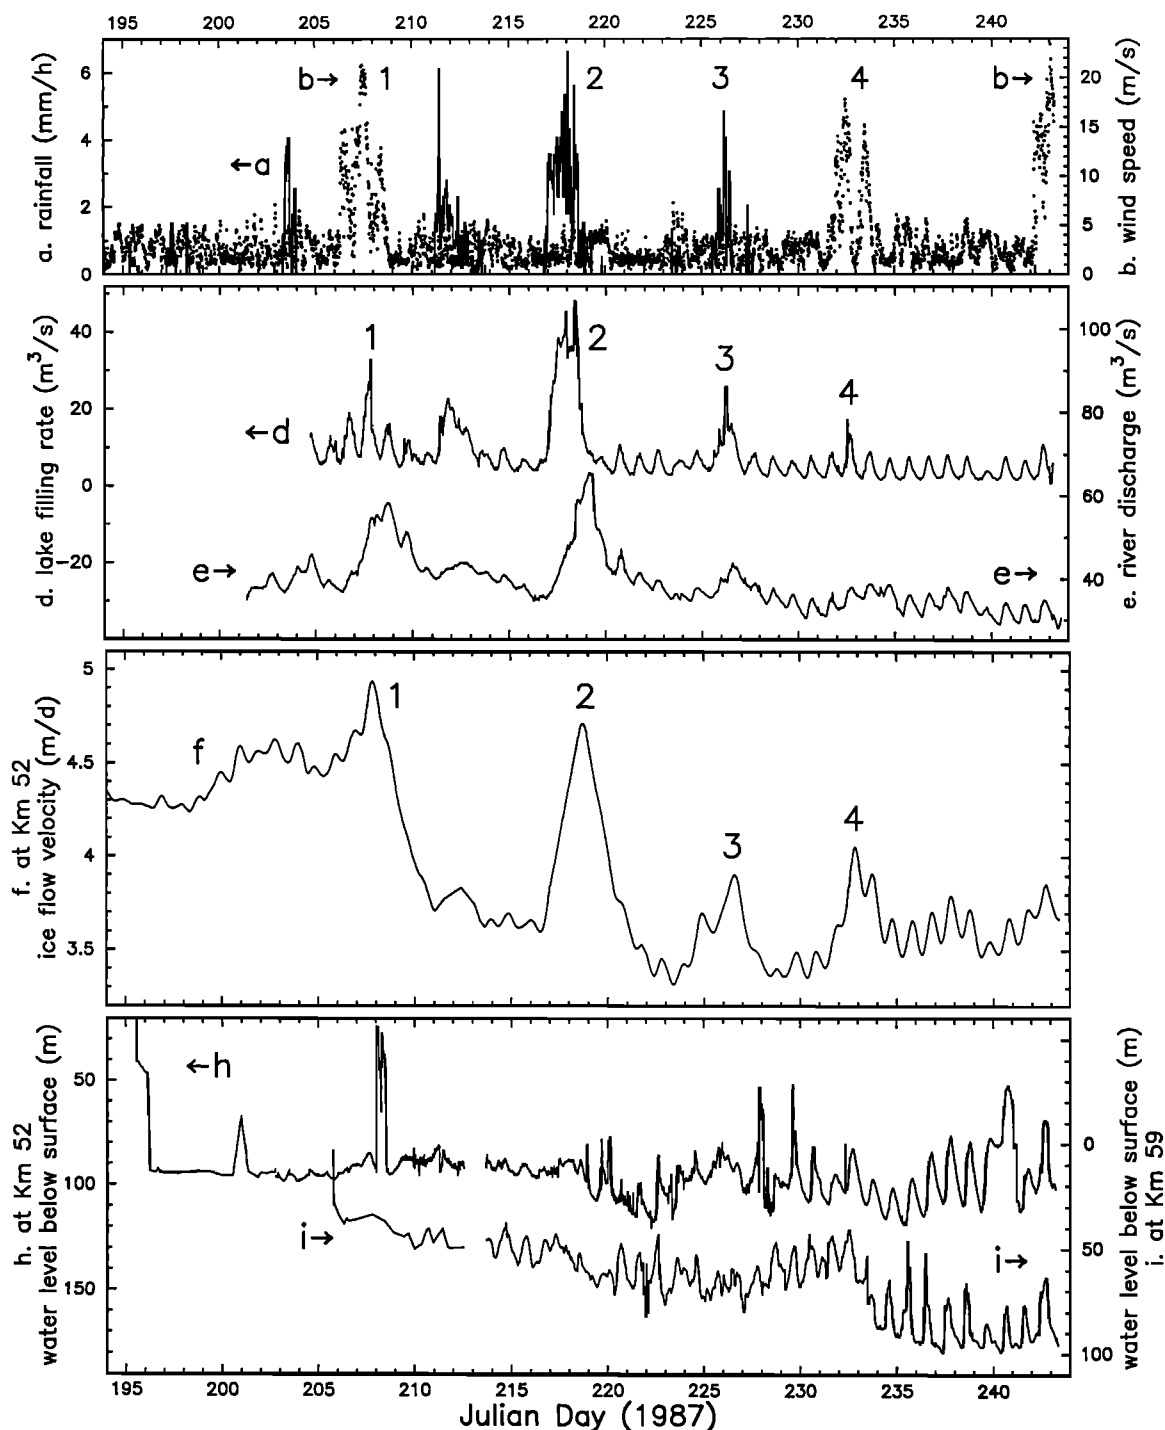 195 200 205 210 215 220 225 230 235 240
a. rainfall (mm/h)
6
4
2
0
b→ 1 2 3 4 b→
←a
20
15
10
5
0
b. wind speed (m/s)
d. lake filling rate (m³/s)
40
20
0
−20
1 2 3 4
←d
e→ e→
100
80
60
40
e. river discharge (m³/s)
f. at Km 52
ice flow velocity (m/d)
5
4.5
4
3.5
f 1 2 3 4
h. at Km 52
water level below surface (m)
50
100
150
←h
i→ i→
0
50
100
water level below surface (m)
i. at Km 59
195 200 205 210 215 220 225 230 235 240
Julian Day (1987)